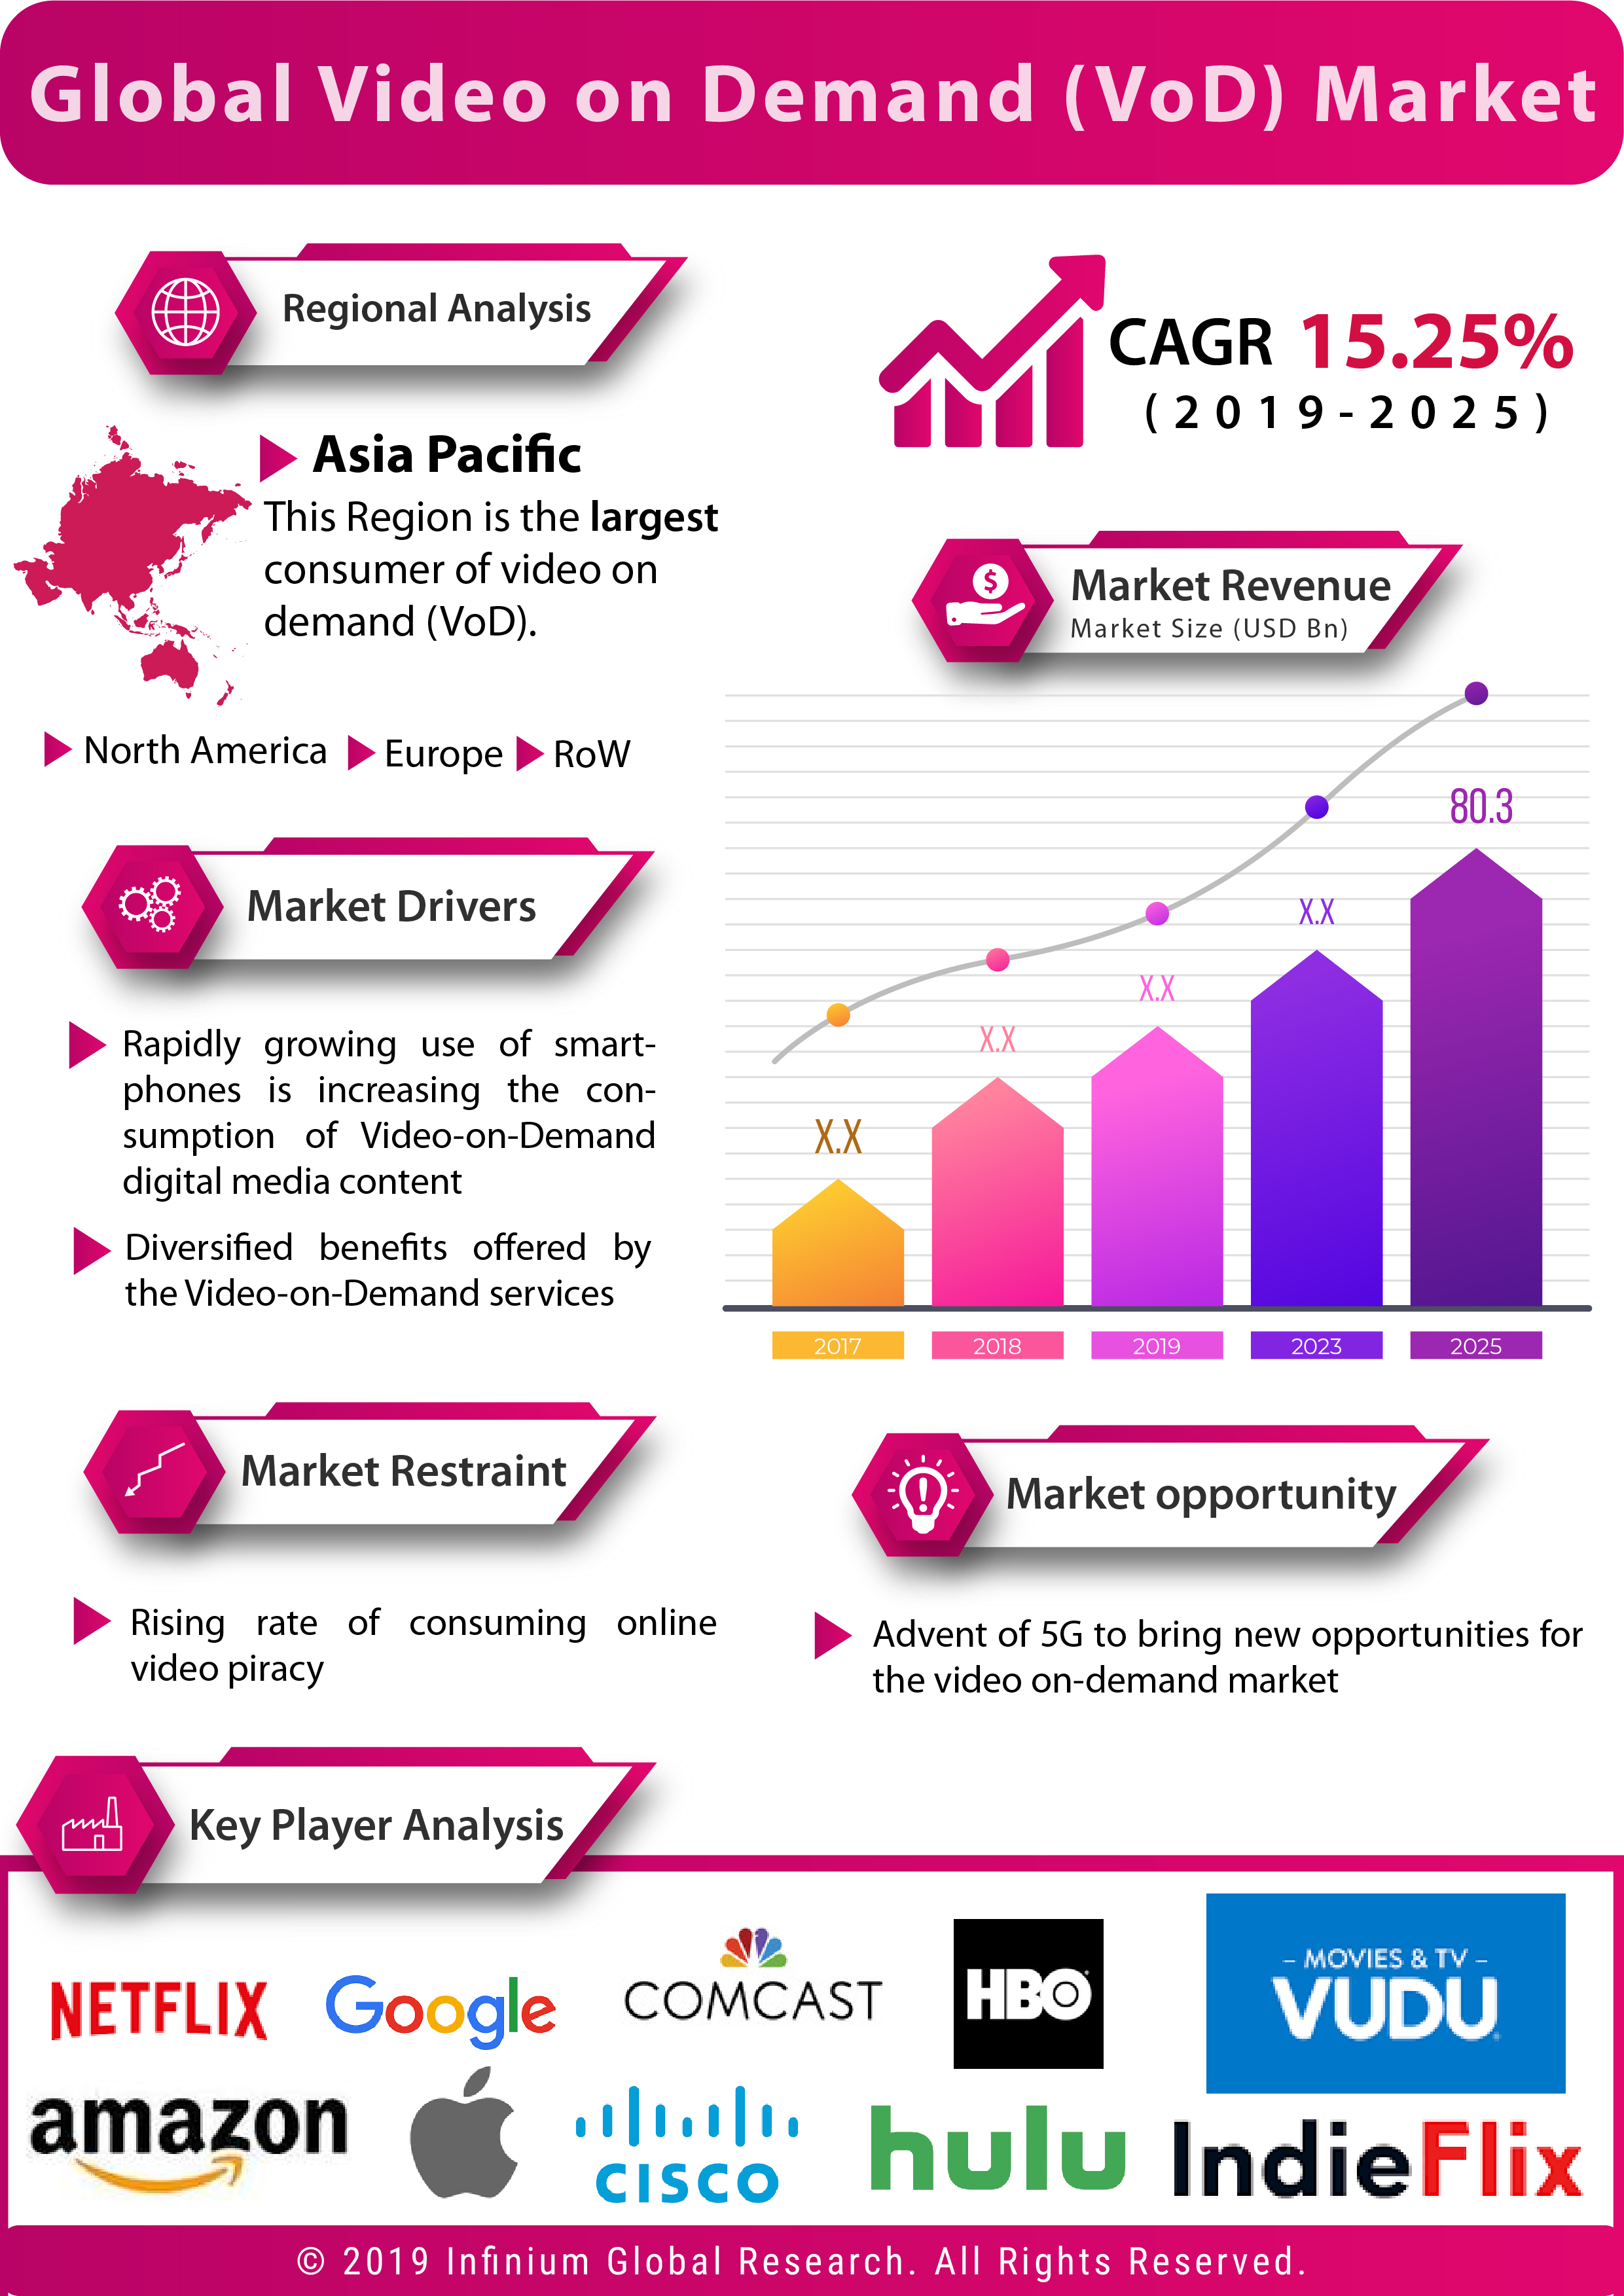 Global Video on Demand (VoD) Market
Regional Analysis
Asia Pacific
This Region is the largest
consumer of video on
demand (VoD).
North America
Europe
RoW
CAGR 15.25%
(2019-2025)
Market Revenue
Market Size (USD Bn)
X.X
X.X
X.X
X.X
80.3
2017
2018
2019
2023
2025
Market Drivers
Rapidly growing use of smart-
phones is increasing the con-
sumption of Video-on-Demand
digital media content
Diversified benefits offered by
the Video-on-Demand services
Market Restraint
Rising rate of consuming online
video piracy
Market opportunity
Advent of 5G to bring new opportunities for
the video on-demand market
Key Player Analysis
NETFLIX
Google
COMCAST
HBO
- MOVIES & TV -
VUDU
amazon
CISCO
hulu
IndieFlix
© 2019 Infinium Global Research. All Rights Reserved.